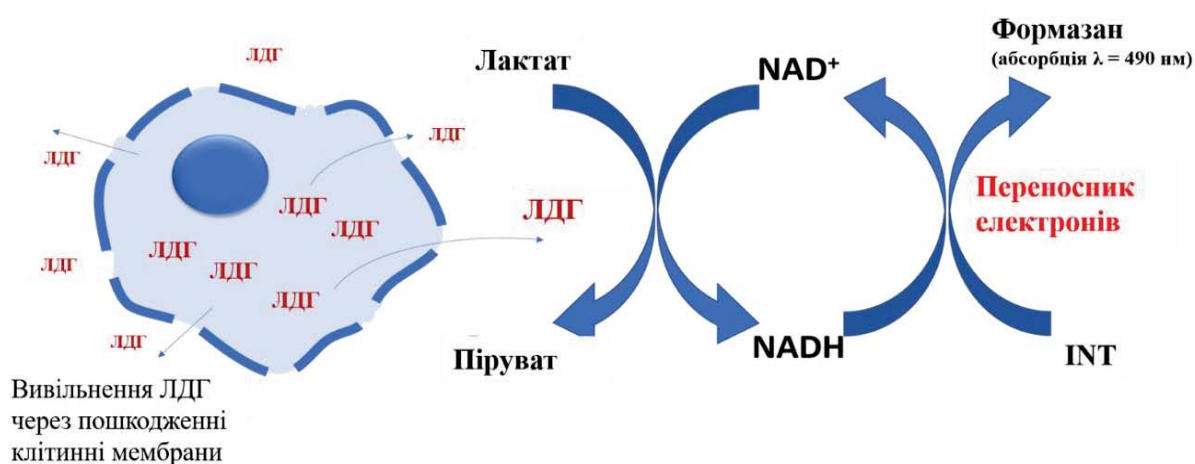 ЛДГ
ЛДГ
ЛДГ
ЛДГ
ЛДГ
ЛДГ
ЛДГ
ЛДГ
ЛДГ
ЛДГ
Вивільнення ЛДГ
через пошкодженні
клітинні мембрани
Лактат
NAD⁺
ЛДГ
Піруват
NADH
Формазан
(абсорбція λ = 490 нм)
Переносник
електронів
INT